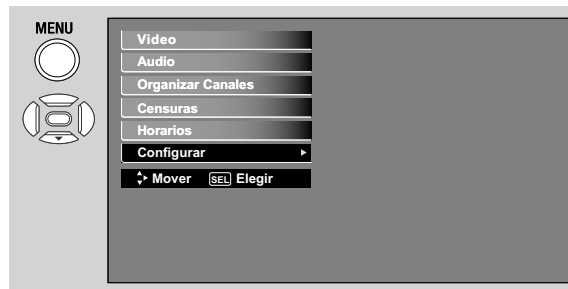 MENU
Video
Audio
Organizar Canales
Censuras
Horarios
Configurar
Mover SEL Elegir